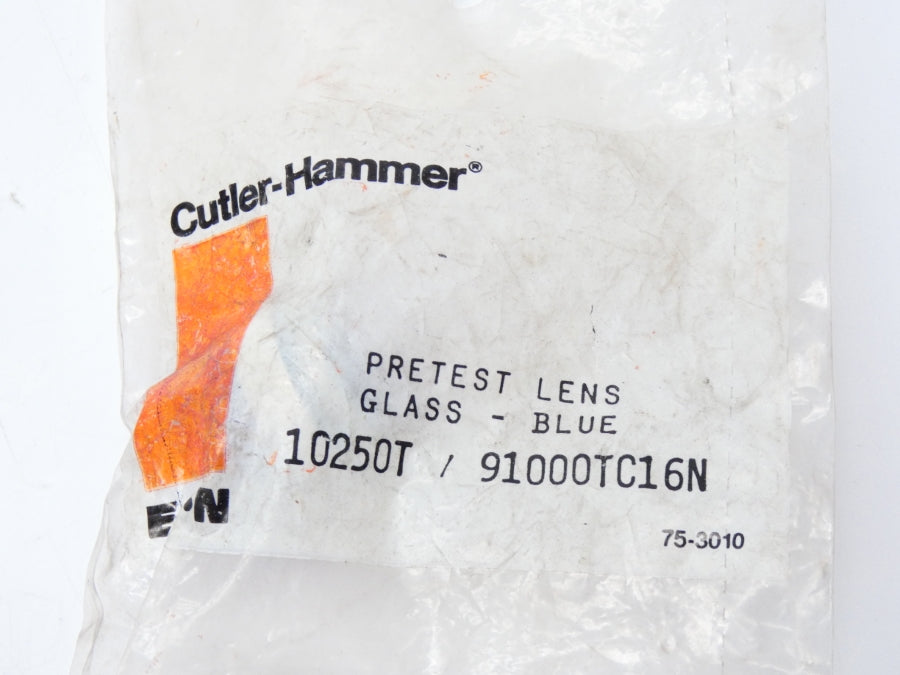 Cutler-Hammer®
PRETEST LENS
GLASS - BLUE
10250T / 91000TC16N
75-3010